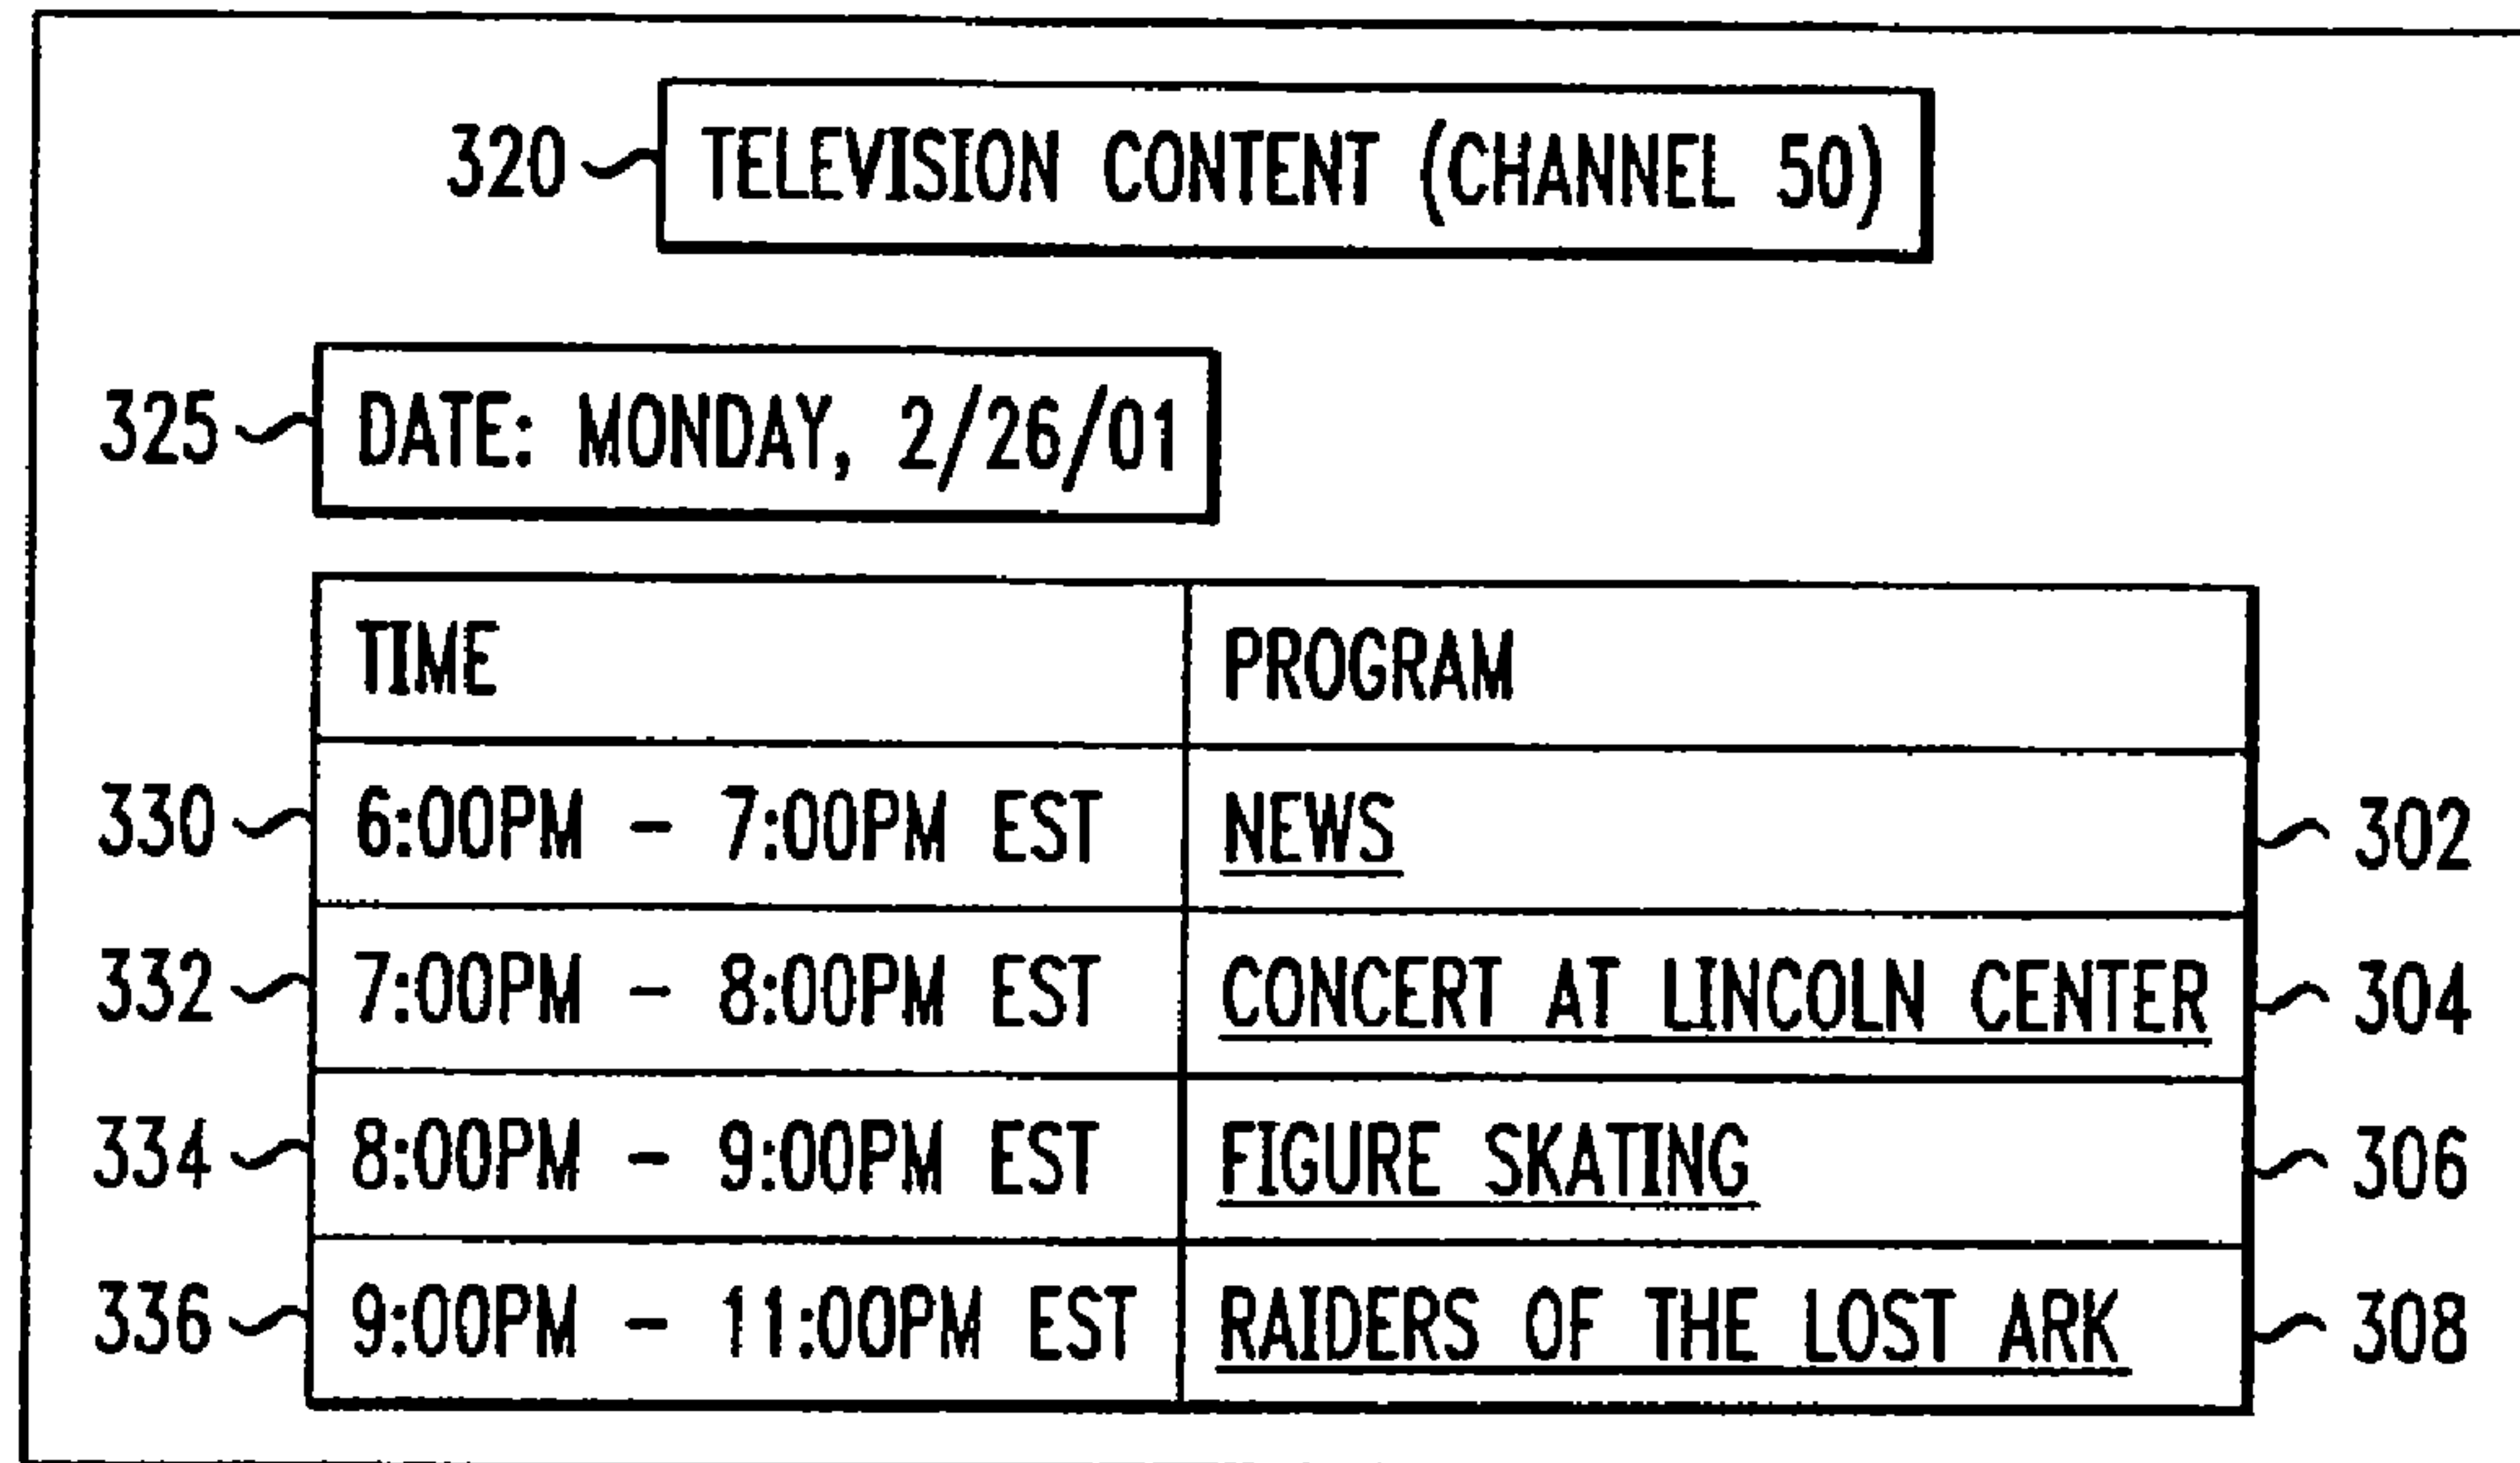 320 TELEVISION CONTENT (CHANNEL 50)
325 DATE: MONDAY, 2/26/01
TIME PROGRAM
330 6:00PM - 7:00PM EST NEWS 302
332 7:00PM - 8:00PM EST CONCERT AT LINCOLN CENTER 304
334 8:00PM - 9:00PM EST FIGURE SKATING 306
336 9:00PM - 11:00PM EST RAIDERS OF THE LOST ARK 308